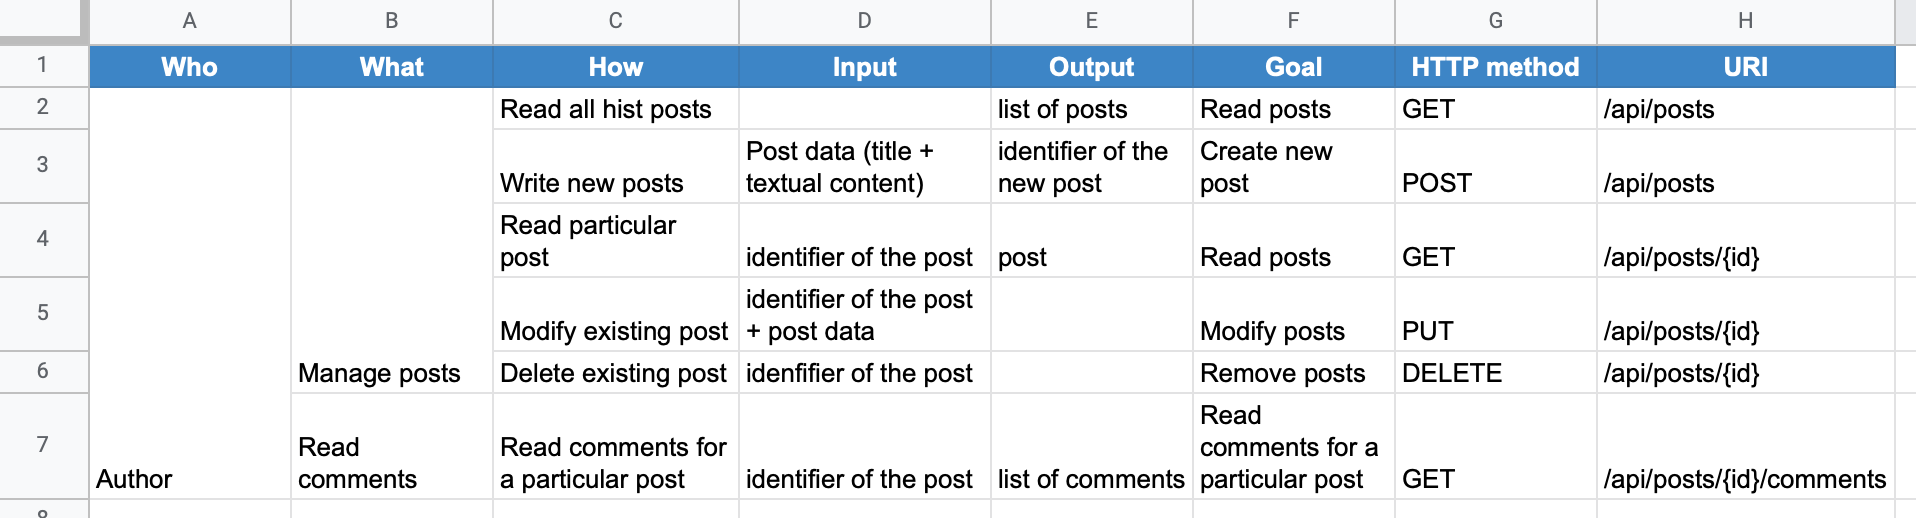 A B C D E F G H
1 Who What How Input Output Goal HTTP method URI
2 Read all hist posts list of posts Read posts GET /api/posts
Post data (title + identifier of the Create new
3 Write new posts textual content) new post post POST /api/posts
Read particular
4 post identifier of the post post Read posts GET /api/posts/{id}
identifier of the post
5 Modify existing post + post data Modify posts PUT /api/posts/{id}
6 Manage posts Delete existing post idenfifier of the post Remove posts DELETE /api/posts/{id}
Read
7 Read Read comments for comments for a
Author comments a particular post identifier of the post list of comments particular post GET /api/posts/{id}/comments
8